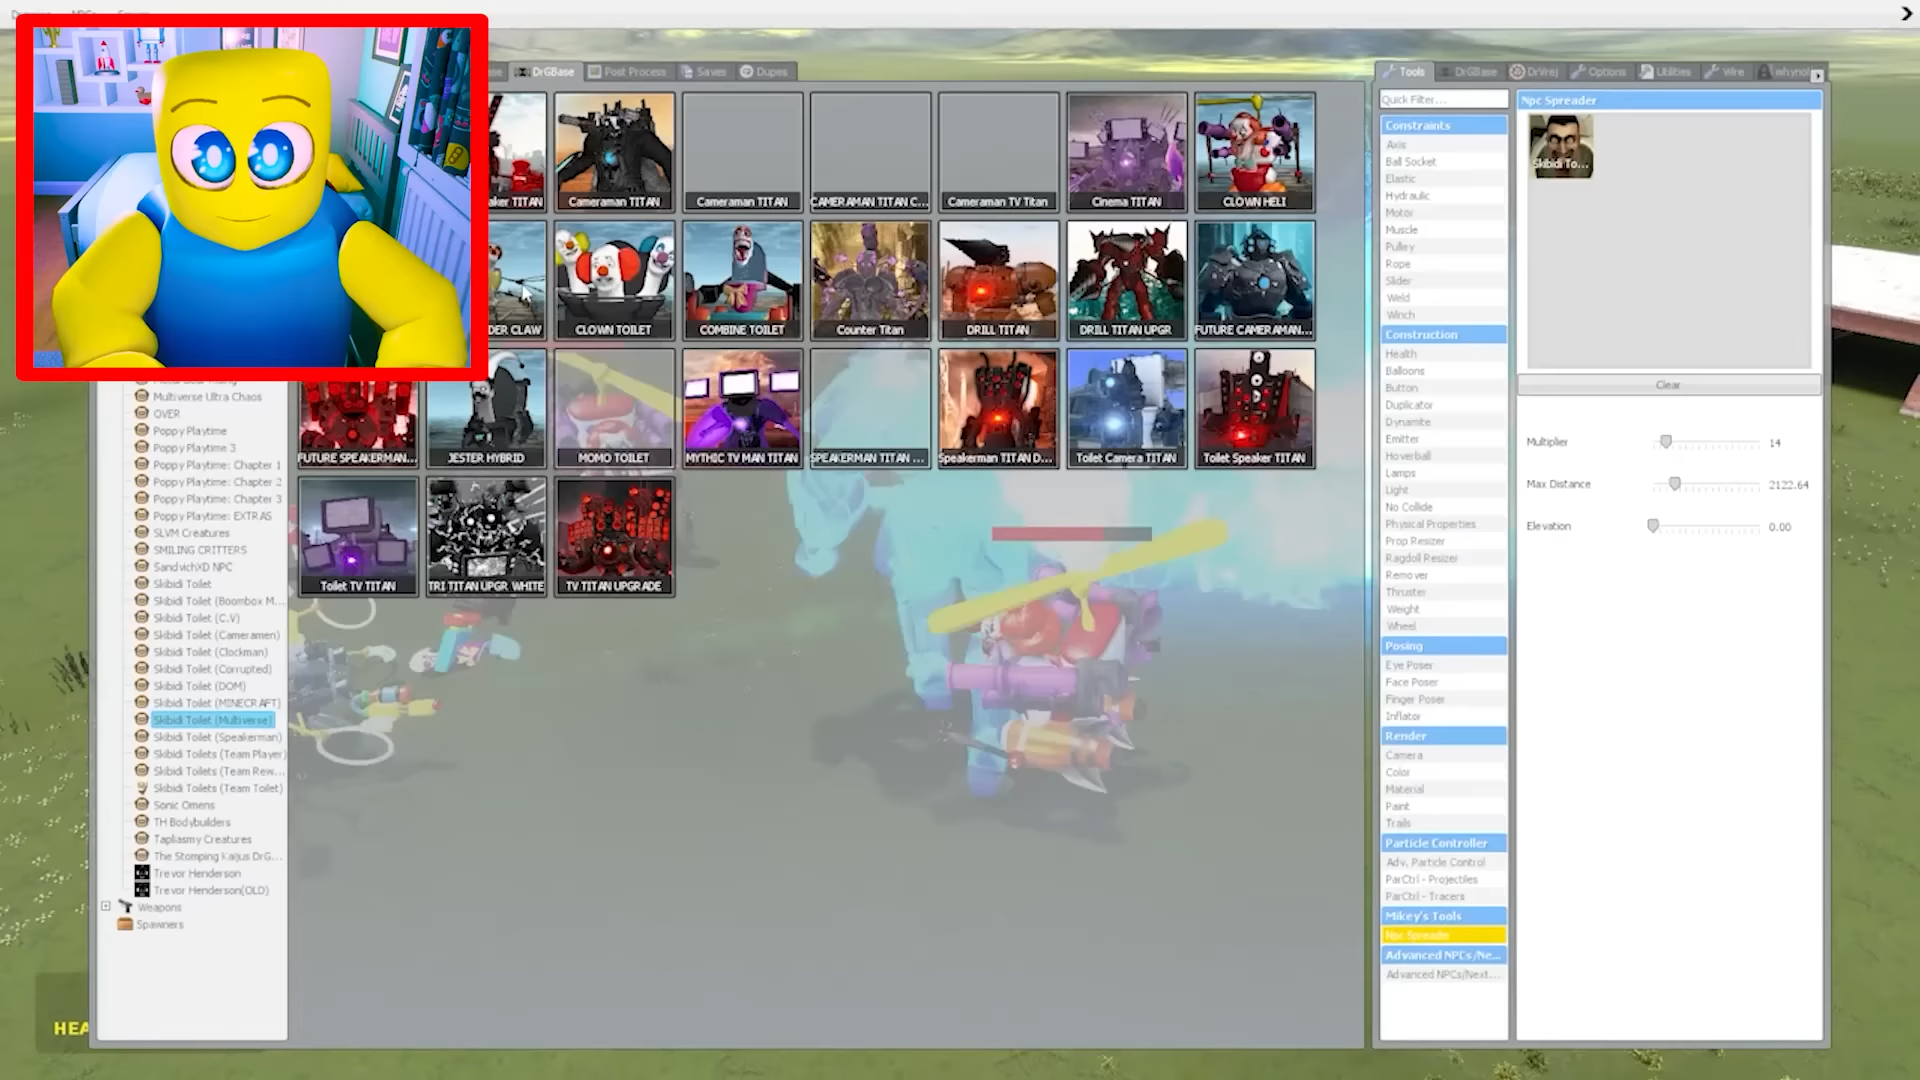 DrGBase
Post Process
Saves
Dupes
Tools
DrGBase
DrVrej
Options
Utilities
Wire
whynot
Cameraman TITAN
Cameraman TITAN
CAMERAMAN TITAN C...
Cameraman TV Titan
Cinema TITAN
CLOWN HELI
DER CLAW
CLOWN TOILET
COMBINE TOILET
Counter Titan
DRILL TITAN
DRILL TITAN UPGR
FUTURE CAMERAMAN...
FUTURE SPEAKERMAN...
JESTER HYBRID
MOMO TOILET
MYTHIC TV MAN TITAN
SPEAKERMAN TITAN ...
Speakerman TITAN D...
Toilet Camera TITAN
Toilet Speaker TITAN
Toilet TV TITAN
TRI TITAN UPGR WHITE
TV TITAN UPGRADE
Multiverse Ultra Chaos
OVER
Poppy Playtime
Poppy Playtime 3
Poppy Playtime: Chapter 1
Poppy Playtime: Chapter 2
Poppy Playtime: Chapter 3
Poppy Playtime: EXTRAS
SLVM Creatures
SMILING CRITTERS
SandvichXD NPC
Skibidi Toilet
Skibidi Toilet (Boombox M...
Skibidi Toilet (C.V)
Skibidi Toilet (Cameramen)
Skibidi Toilet (Clockman)
Skibidi Toilet (Corrupted)
Skibidi Toilet (DOM)
Skibidi Toilet (MINECRAFT)
Skibidi Toilet (Multiverse)
Skibidi Toilet (Speakerman)
Skibidi Toilets (Team Player)
Skibidi Toilets (Team Rew...
Skibidi Toilets (Team Toilet)
Sonic Omens
TH Bodybuilders
Tapliasmy Creatures
The Stomping Kaijus DrG...
Trevor Henderson
Trevor Henderson(OLD)
Weapons
Spawners
HEA
Quick Filter...
Constraints
Axis
Ball Socket
Elastic
Hydraulic
Motor
Muscle
Pulley
Rope
Slider
Weld
Winch
Construction
Health
Balloons
Button
Duplicator
Dynamite
Emitter
Hoverball
Lamps
Light
No Collide
Physical Properties
Prop Resizer
Ragdoll Resizer
Remover
Thruster
Weight
Wheel
Posing
Eye Poser
Face Poser
Finger Poser
Inflator
Render
Camera
Color
Material
Paint
Trails
Particle Controller
Adv. Particle Control
ParCtrl - Projectiles
ParCtrl - Tracers
Mikey's Tools
Npc Spreader
Advanced NPCs/Ne...
Advanced NPCs/Next...
Npc Spreader
Skibidi To...
Clear
Multiplier 14
Max Distance 2122.64
Elevation 0.00